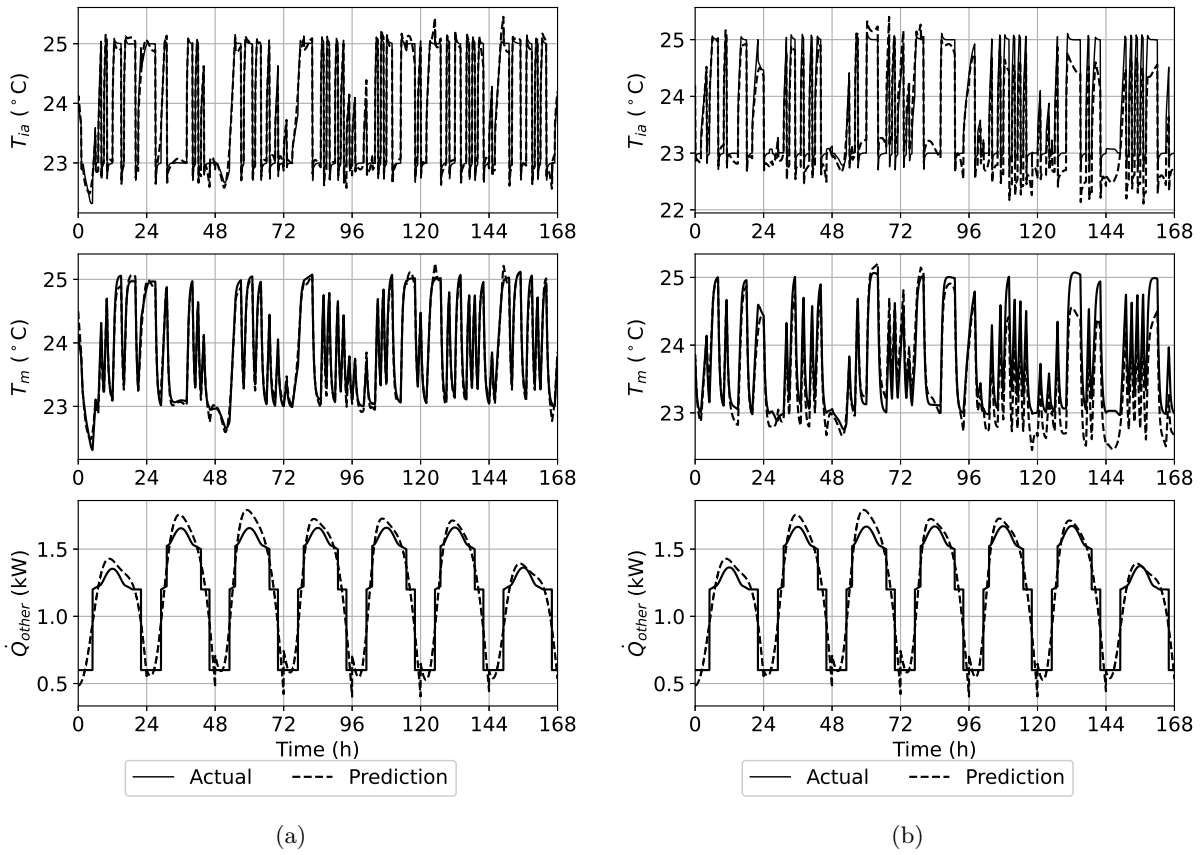 25
24
23
T_ia (°C)
0 24 48 72 96 120 144 168
25
24
23
T_m (°C)
0 24 48 72 96 120 144 168
1.5
1.0
0.5
Q̇_other (kW)
0 24 48 72 96 120 144 168
Time (h)
Actual Prediction
(a)
25
24
23
22
T_ia (°C)
0 24 48 72 96 120 144 168
25
24
23
T_m (°C)
0 24 48 72 96 120 144 168
1.5
1.0
0.5
Q̇_other (kW)
0 24 48 72 96 120 144 168
Time (h)
Actual Prediction
(b)